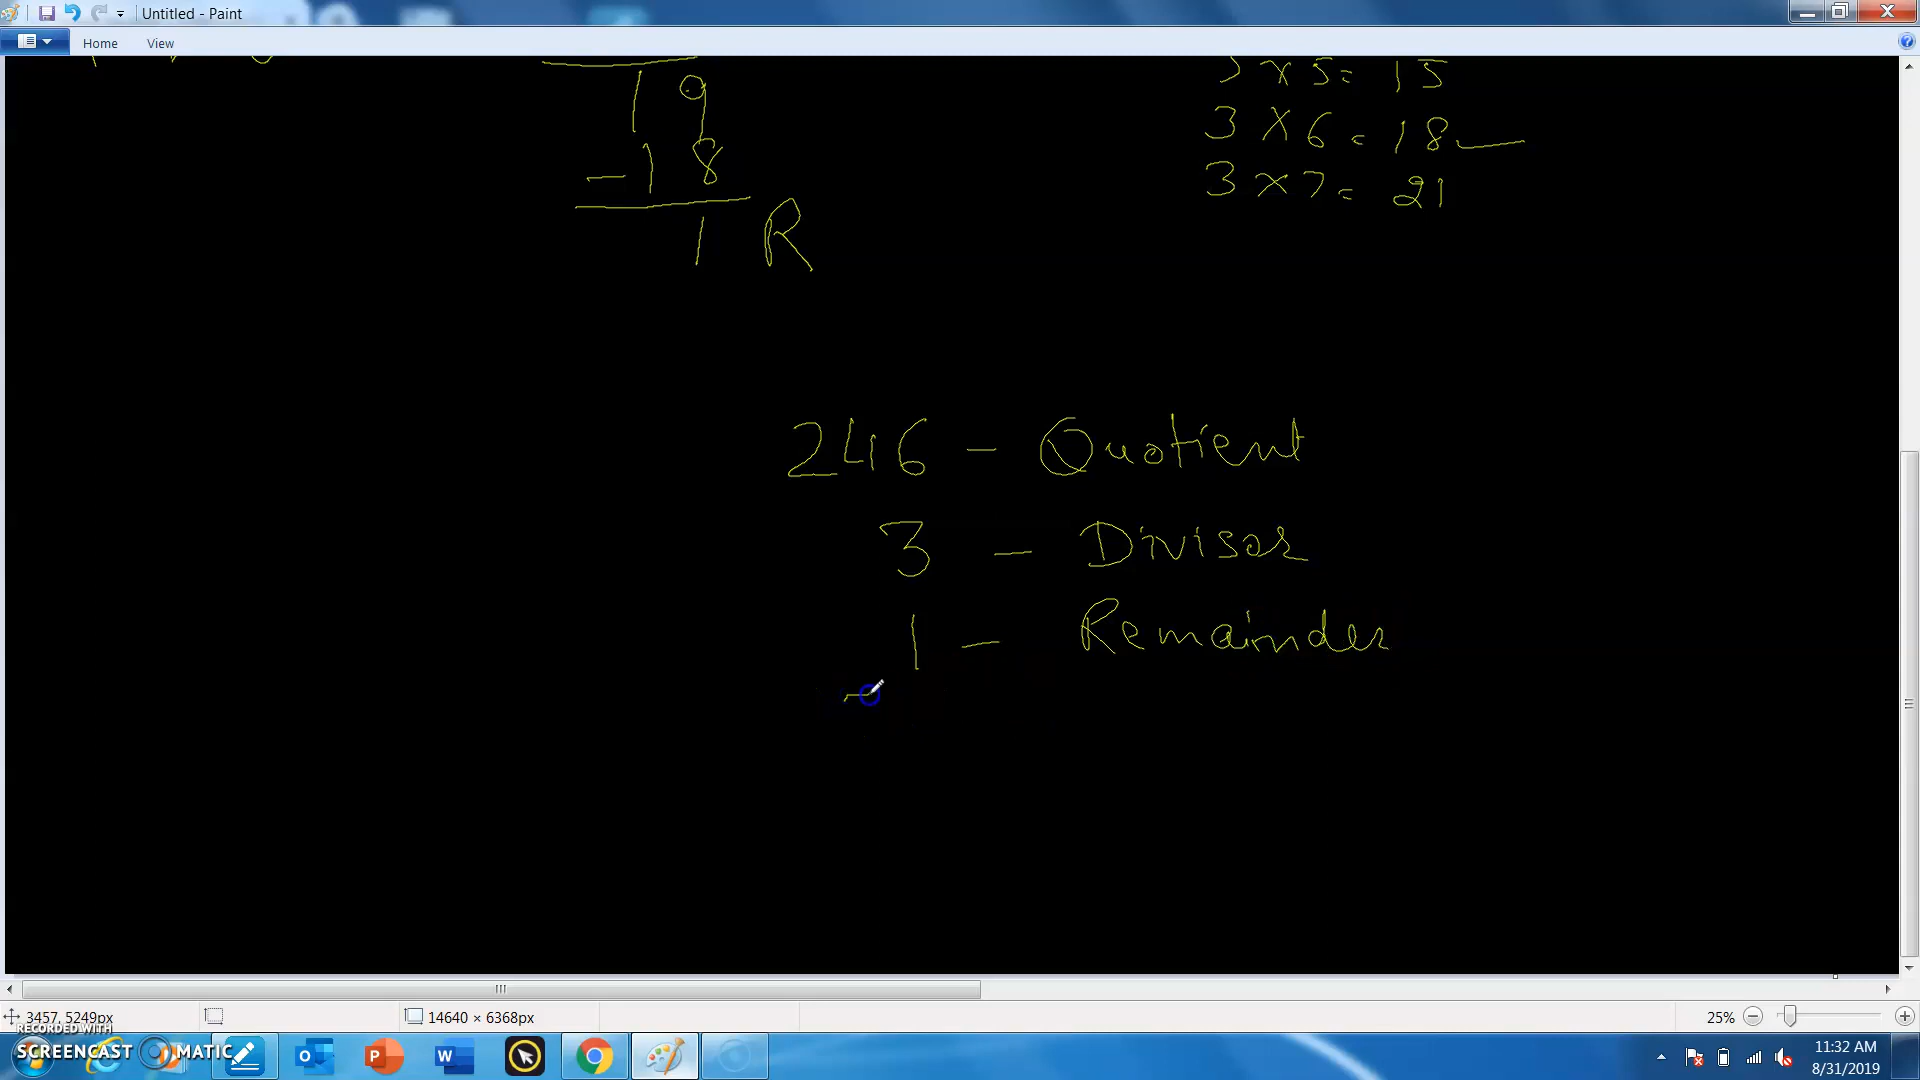 Untitled - Paint
Home View
19
3 x 5 = 15
- 18
3 x 6 = 18
1 R
3 x 7 = 21
246 - Quotient
3 - Divisor
1 - Remainder
3457, 5249px
14640 × 6368px
25%
RECORDED WITH
SCREENCAST MATIC
11:32 AM
8/31/2019